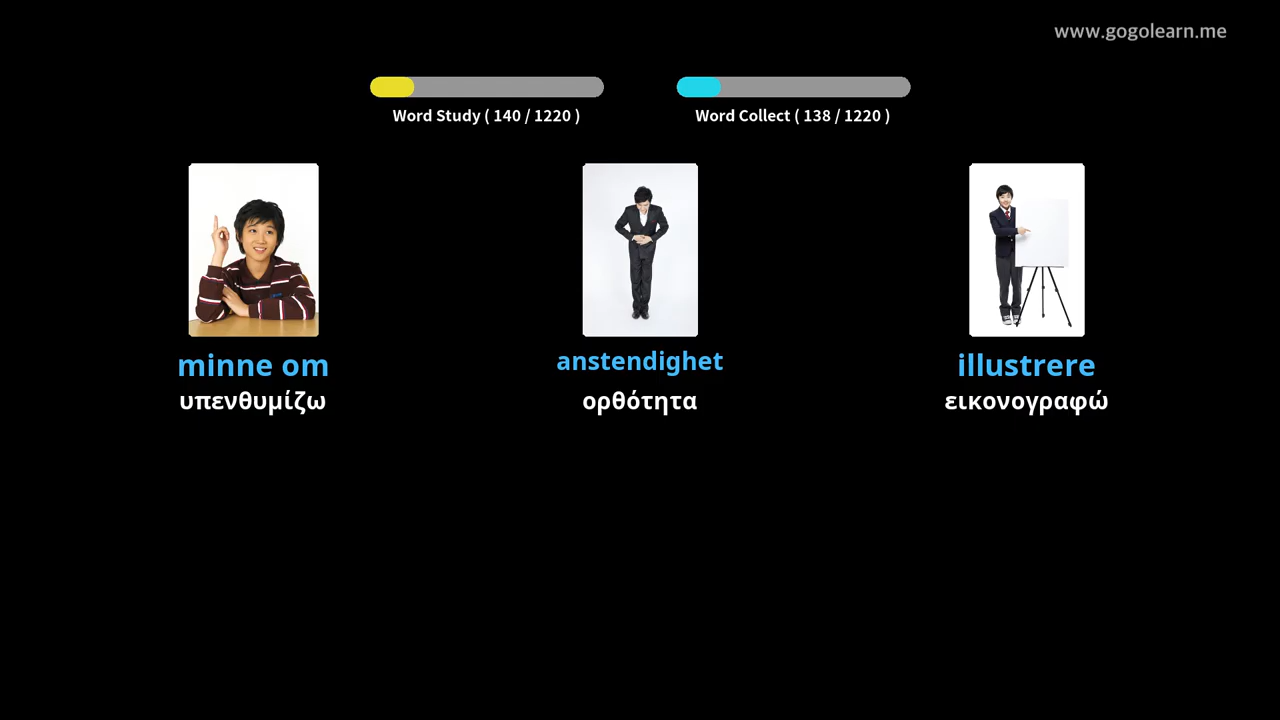 www.gogolearn.me
Word Study ( 140 / 1220 )
Word Collect ( 138 / 1220 )
minne om
υπενθυμίζω
anstendighet
ορθότητα
illustrere
εικονογραφώ